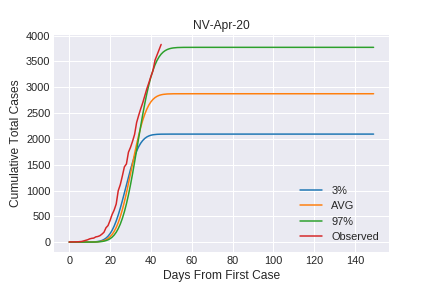 NV-Apr-20
Cumulative Total Cases
4000
3500
3000
2500
2000
1500
1000
500
0
3%
AVG
97%
Observed
0 20 40 60 80 100 120 140
Days From First Case